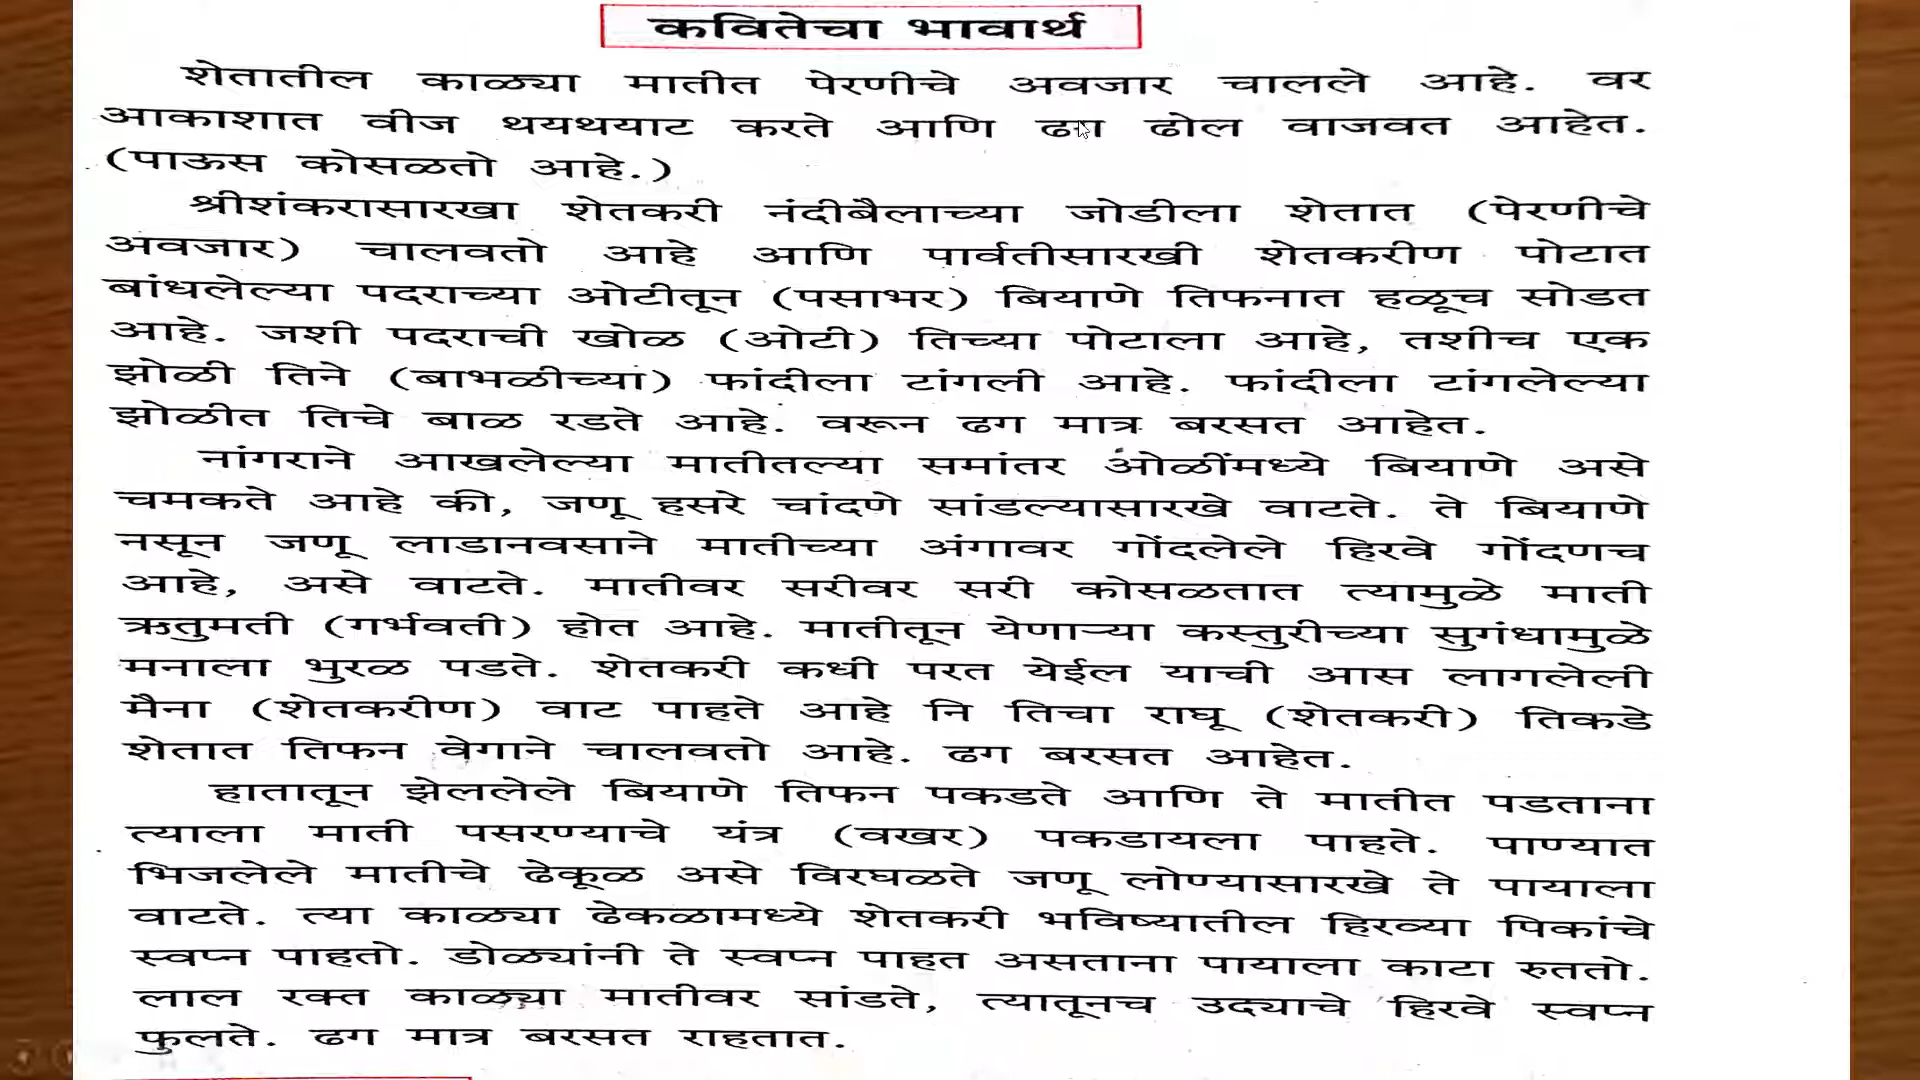 कवितेचा भावार्थ
शेतातील काळ्या मातीत पेरणीचे अवजार चालले आहे. वर
आकाशात वीज थयथयाट करते आणि ढग ढोल वाजवत आहेत.
(पाऊस कोसळतो आहे.)
श्रीशंकरासारखा शेतकरी नंदीबैलाच्या जोडीला शेतात (पेरणीचे
अवजार) चालवतो आहे आणि पार्वतीसारखी शेतकरीण पोटात
बांधलेल्या पदराच्या ओटीतून (पसाभर) बियाणे तिफनात हळूच सोडत
आहे. जशी पदराची खोळ (ओटी) तिच्या पोटाला आहे, तशीच एक
झोळी तिने (बाभळीच्या) फांदीला टांगली आहे. फांदीला टांगलेल्या
झोळीत तिचे बाळ रडते आहे. वरून ढग मात्र बरसत आहेत.
नांगराने आखलेल्या मातीतल्या समांतर ओळींमध्ये बियाणे असे
चमकते आहे की, जणू हसरे चांदणे सांडल्यासारखे वाटते. ते बियाणे
नसून जणू लाडानवसाने मातीच्या अंगावर गोंदलेले हिरवे गोंदणच
आहे, असे वाटते. मातीवर सरीवर सरी कोसळतात त्यामुळे माती
ऋतुमती (गर्भवती) होत आहे. मातीतून येणाऱ्या कस्तुरीच्या सुगंधामुळे
मनाला भुरळ पडते. शेतकरी कधी परत येईल याची आस लागलेली
मैना (शेतकरीण) वाट पाहते आहे नि तिचा राघू (शेतकरी) तिकडे
शेतात तिफन वेगाने चालवतो आहे. ढग बरसत आहेत.
हातातून झेललेले बियाणे तिफन पकडते आणि ते मातीत पडताना
त्याला माती पसरण्याचे यंत्र (वखर) पकडायला पाहते. पाण्यात
भिजलेले मातीचे ढेकूळ असे विरघळते जणू लोण्यासारखे ते पायाला
वाटते. त्या काळ्या ढेकळामध्ये शेतकरी भविष्यातील हिरव्या पिकांचे
स्वप्न पाहतो. डोळ्यांनी ते स्वप्न पाहत असताना पायाला काटा रुततो.
लाल रक्त काळ्या मातीवर सांडते, त्यातूनच उद्याचे हिरवे स्वप्न
फुलते. ढग मात्र बरसत राहतात.